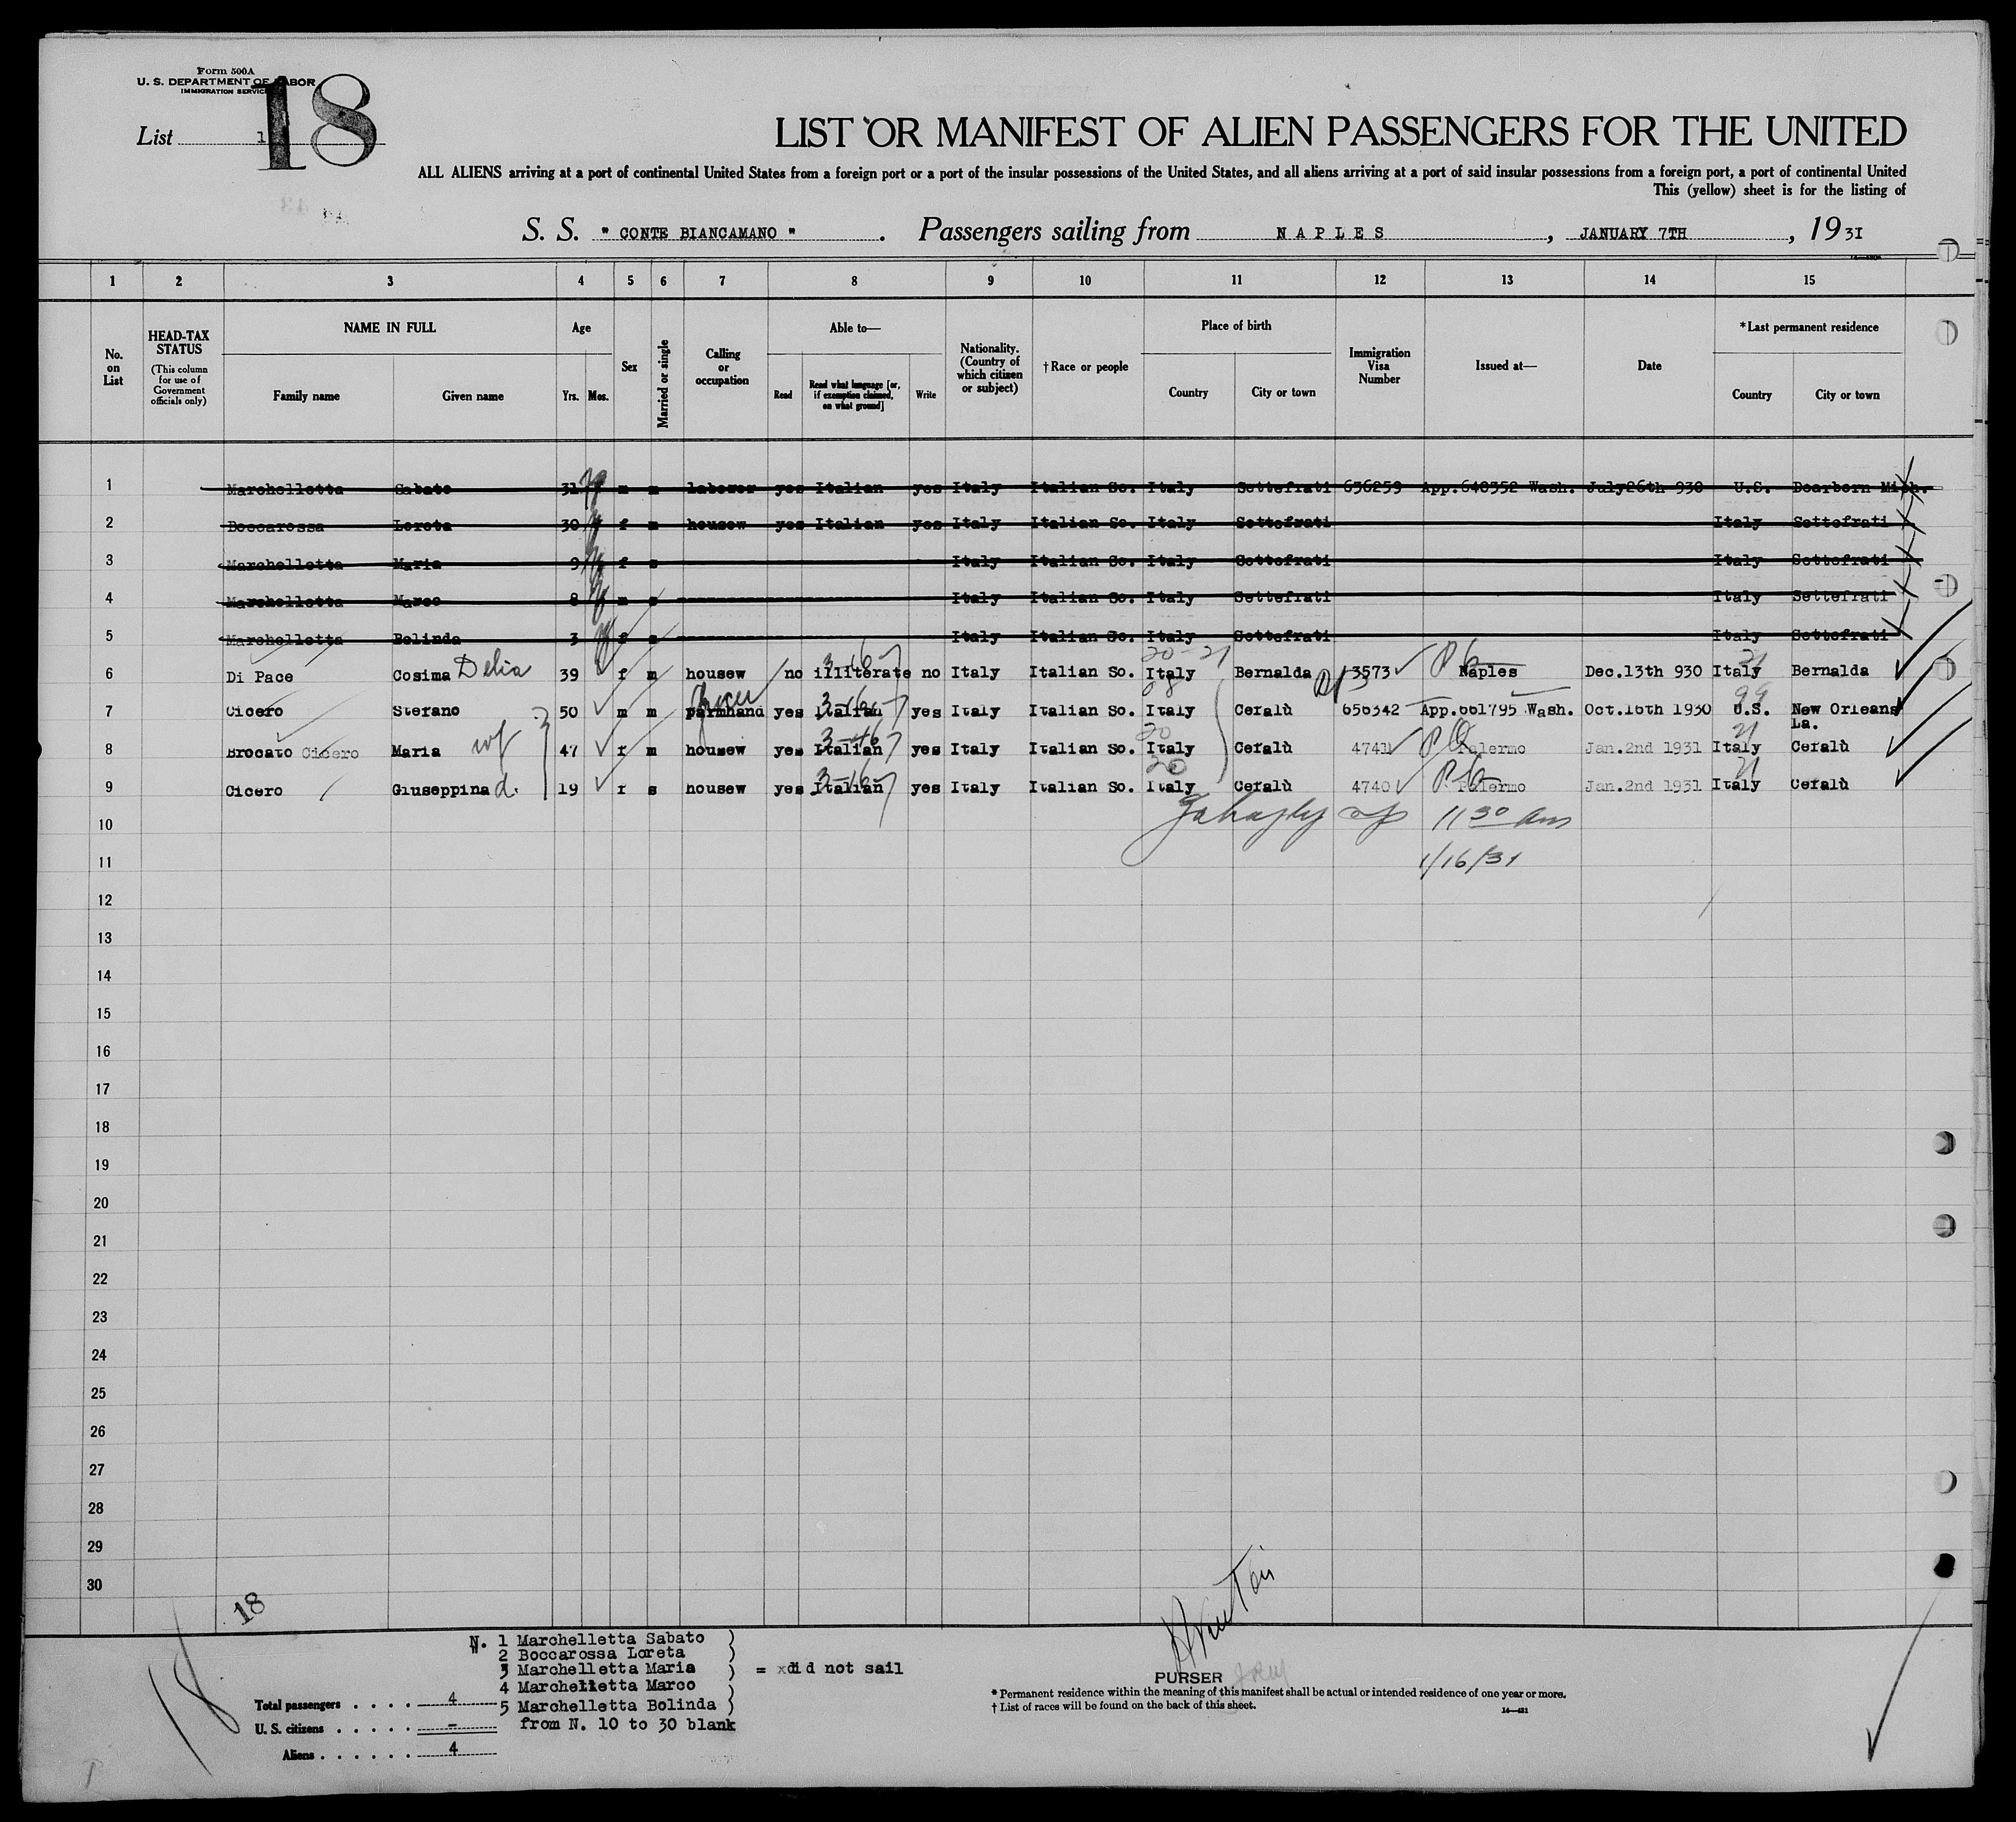 Form 500A
U. S. DEPARTMENT OF LABOR
IMMIGRATION SERVICE
List 1 18
LIST OR MANIFEST OF ALIEN PASSENGERS FOR THE UNITED
ALL ALIENS arriving at a port of continental United States from a foreign port or a port of the insular possessions of the United States, and all aliens arriving at a port of said insular possessions from a foreign port, a port of continental United
This (yellow) sheet is for the listing of
S. S. " CONTE BIANCAMANO ". Passengers sailing from NAPLES, JANUARY 7TH, 1931
1 2 3 4 5 6 7 8 9 10 11 12 13 14 15
No. on List
HEAD-TAX STATUS
(This column for use of Government officials only)
NAME IN FULL
Family name Given name
Age
Yrs. Mos.
Sex
Married or single
Calling or occupation
Able to—
Read
Read what language [or, if exemption claimed, on what ground]
Write
Nationality. (Country of which citizen or subject)
†Race or people
Place of birth
Country City or town
Immigration Visa Number
Issued at—
Date
*Last permanent residence
Country City or town
1 Marchelletta Sabato 31 m m laborer yes Italian yes Italy Italian So. Italy Settefrati 656259 App.640352 Wash. July26th 930 U.S. Dearborn Mich.
2 Boccarossa Loreta 30 f m housew yes Italian yes Italy Italian So. Italy Settefrati Italy Settefrati
3 Marchelletta Maria 9 f s Italy Italian So. Italy Settefrati Italy Settefrati
4 Marchelletta Marco 8 m s Italy Italian So. Italy Settefrati Italy Settefrati
5 Marchelletta Bolinda 3 f s Italy Italian So. Italy Settefrati Italy Settefrati
6 Di Pace Cosima Delia 39 f m housew no illiterate no Italy Italian So. Italy Bernalda 3573 Naples Dec.13th 930 Italy Bernalda
7 Cicero Stefano 50 m m farmhand yes Italian yes Italy Italian So. Italy Cefalù 656342 App.661795 Wash. Oct.16th 1930 U.S. New Orleans La.
8 Brocato Cicero Maria wf 47 f m housew yes Italian yes Italy Italian So. Italy Cefalù 4741 Palermo Jan.2nd 1931 Italy Cefalù
9 Cicero Giuseppina d. 19 f s housew yes Italian yes Italy Italian So. Italy Cefalù 4740 Palermo Jan.2nd 1931 Italy Cefalù
10 11 30 am
11 1/16/31
12
13
14
15
16
17
18
19
20
21
22
23
24
25
26
27
28
29
30
18
18
N. 1 Marchelletta Sabato )
2 Boccarossa Loreta )
3 Marchelletta Maria ) = xdid not sail
4 Marchelletta Marco )
5 Marchelletta Bolinda )
from N. 10 to 30 blank
Total passengers . . . . 4
U. S. citizens . . . . . –
Aliens . . . . . . 4
PURSER
* Permanent residence within the meaning of this manifest shall be actual or intended residence of one year or more.
† List of races will be found on the back of this sheet.
14—431